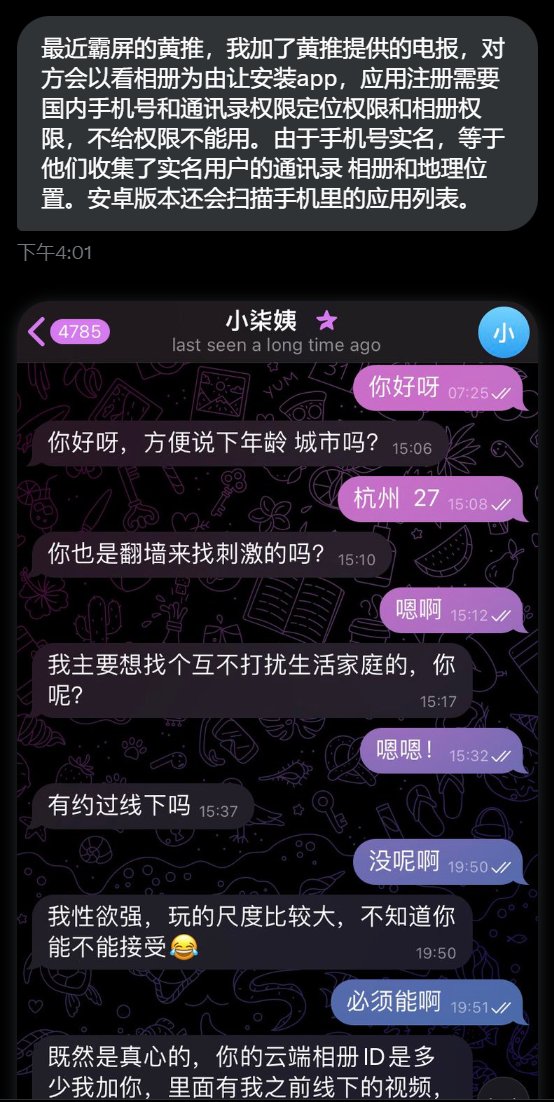 最近霸屏的黄推，我加了黄推提供的电报，对
方会以看相册为由让安装app，应用注册需要
国内手机号和通讯录权限定位权限和相册权
限，不给权限不能用。由于手机号实名，等于
他们收集了实名用户的通讯录 相册和地理位
置。安卓版本还会扫描手机里的应用列表。
下午4:01
4785
小柒姨
小
last seen a long time ago
你好呀 07:25
你好呀，方便说下年龄 城市吗？ 15:06
杭州 27 15:08
你也是翻墙来找刺激的吗？ 15:10
嗯啊 15:12
我主要想找个互不打扰生活家庭的，你
呢？ 15:17
嗯嗯！ 15:32
有约过线下吗 15:37
没呢啊 19:50
我性欲强，玩的尺度比较大，不知道你
能不能接受😂 19:50
必须能啊 19:51
既然是真心的，你的云端相册ID是多
少我加你，里面有我之前线下的视频，